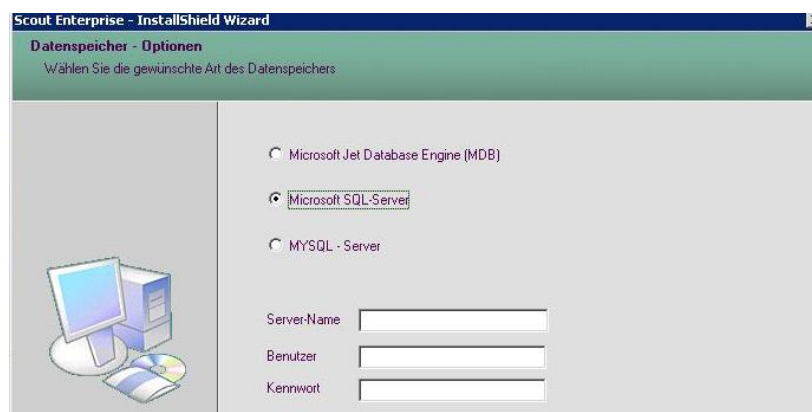 Scout Enterprise - InstallShield Wizard
Datenspeicher - Optionen
Wählen Sie die gewünschte Art des Datenspeichers
Microsoft Jet Database Engine (MDB)
Microsoft SQL-Server
MYSQL - Server
Server-Name
Benutzer
Kennwort